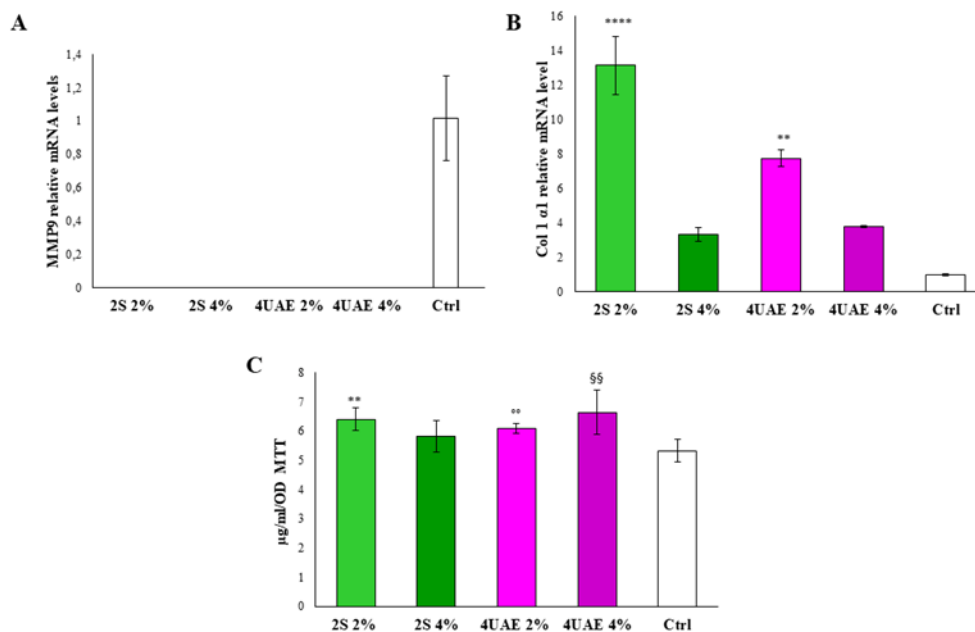 A
MMP9 relative mRNA levels
1,4
1,2
1
0,8
0,6
0,4
0,2
0
2S 2%
2S 4%
4UAE 2%
4UAE 4%
Ctrl
B
Col 1 α1 relative mRNA level
16
14
12
10
8
6
4
2
0
****
**
2S 2%
2S 4%
4UAE 2%
4UAE 4%
Ctrl
C
µg/ml/OD MTT
8
7
6
5
4
3
2
1
0
**
°°
§§
2S 2%
2S 4%
4UAE 2%
4UAE 4%
Ctrl